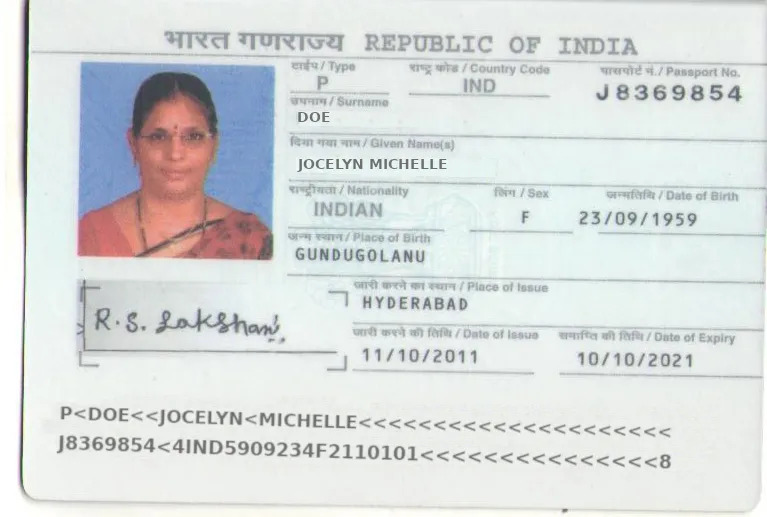 भारत गणराज्य REPUBLIC OF INDIA
टाईप / Type राष्ट्र कोड / Country Code पासपोर्ट नं. / Passport No.
P IND J8369854
उपनाम / Surname
DOE
दिया गया नाम / Given Name(s)
JOCELYN MICHELLE
राष्ट्रीयता / Nationality लिंग / Sex जन्मतिथि / Date of Birth
INDIAN F 23/09/1959
जन्म स्थान / Place of Birth
GUNDUGOLANU
जारी करने का स्थान / Place of Issue
HYDERABAD
R.S. Lakshmi
जारी करने की तिथि / Date of Issue समाप्ति की तिथि / Date of Expiry
11/10/2011 10/10/2021
P<DOE<<JOCELYN<MICHELLE<<<<<<<<<<<<<<<<<<<<<
J8369854<4IND5909234F2110101<<<<<<<<<<<<<<<8